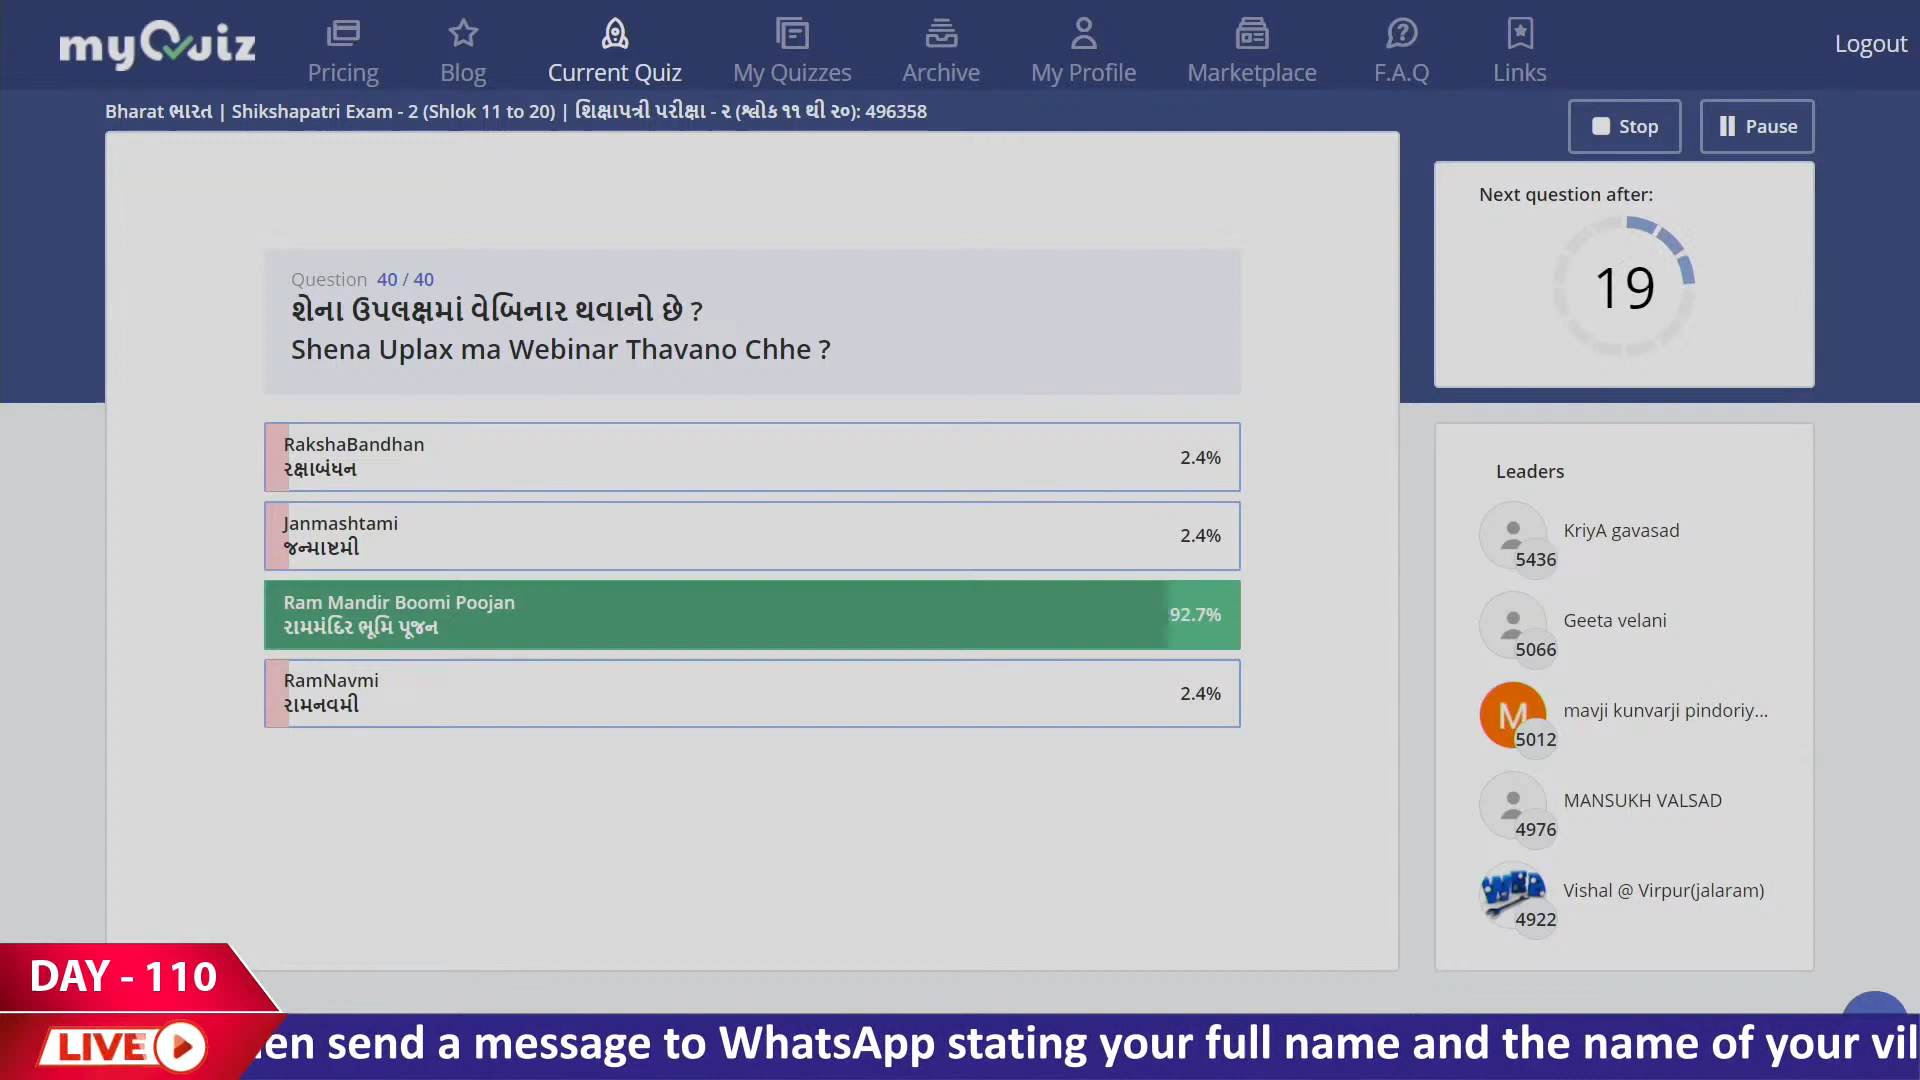 myQuiz
Pricing
Blog
Current Quiz
My Quizzes
Archive
My Profile
Marketplace
F.A.Q
Links
Logout
Bharat ભારત | Shikshapatri Exam - 2 (Shlok 11 to 20) | શિક્ષાપત્રી પરીક્ષા - ૨ (શ્લોક ૧૧ થી ૨૦): 496358
Stop
Pause
Next question after:
19
Question 40 / 40
શેના ઉપલક્ષમાં વેબિનાર થવાનો છે ?
Shena Uplax ma Webinar Thavano Chhe ?
RakshaBandhan
રક્ષાબંધન
2.4%
Janmashtami
જન્માષ્ટમી
2.4%
Ram Mandir Boomi Poojan
રામમંદિર ભૂમિ પૂજન
92.7%
RamNavmi
રામનવમી
2.4%
Leaders
KriyA gavasad
5436
Geeta velani
5066
M
mavji kunvarji pindoriy...
5012
MANSUKH VALSAD
4976
WEB
Vishal @ Virpur(jalaram)
4922
DAY - 110
LIVE
en send a message to WhatsApp stating your full name and the name of your vil